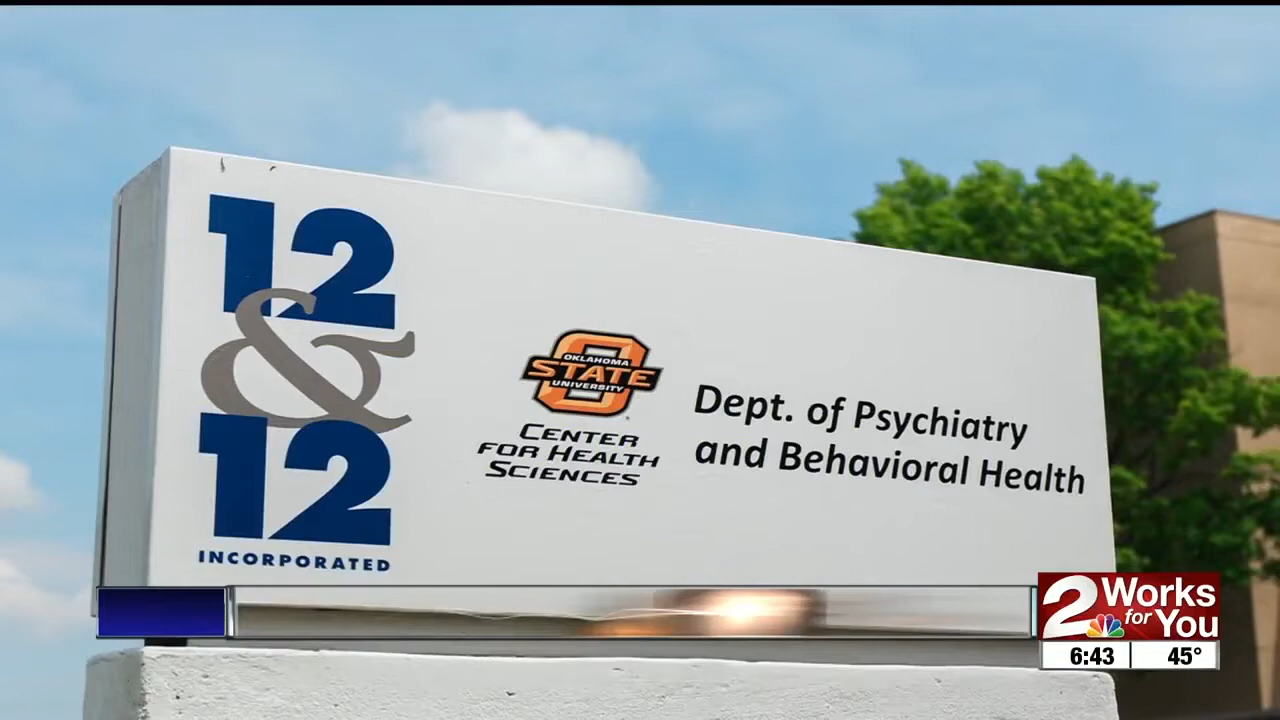 12
&
12
INCORPORATED
OKLAHOMA
STATE
UNIVERSITY
CENTER
FOR HEALTH
SCIENCES
Dept. of Psychiatry
and Behavioral Health
2 Works
for You
6:43 45°